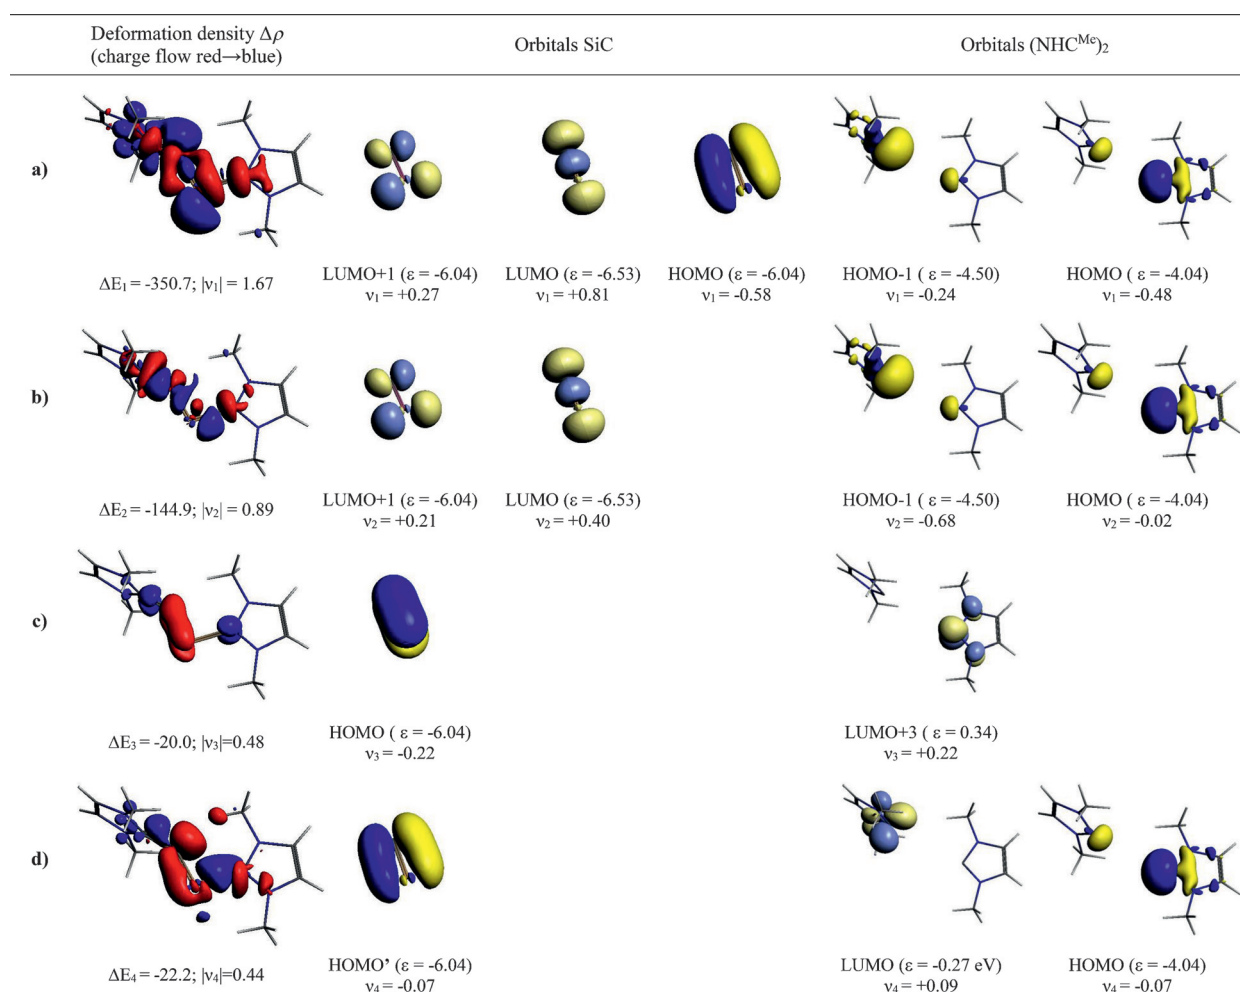 Deformation density Δρ
(charge flow red→blue)
Orbitals SiC
Orbitals (NHCᴹᵉ)₂
a)
ΔE₁ = -350.7; |ν₁| = 1.67
LUMO+1 (ε = -6.04)
ν₁ = +0.27
LUMO (ε = -6.53)
ν₁ = +0.81
HOMO (ε = -6.04)
ν₁ = -0.58
HOMO-1 (ε = -4.50)
ν₁ = -0.24
HOMO (ε = -4.04)
ν₁ = -0.48
b)
ΔE₂ = -144.9; |ν₂| = 0.89
LUMO+1 (ε = -6.04)
ν₂ = +0.21
LUMO (ε = -6.53)
ν₂ = +0.40
HOMO-1 (ε = -4.50)
ν₂ = -0.68
HOMO ( ε = -4.04)
ν₂ = -0.02
c)
ΔE₃ = -20.0; |ν₃|=0.48
HOMO ( ε = -6.04)
ν₃ = -0.22
LUMO+3 ( ε = 0.34)
ν₃ = +0.22
d)
ΔE₄ = -22.2; |ν₄|=0.44
HOMO’ (ε = -6.04)
ν₄ = -0.07
LUMO (ε = -0.27 eV)
ν₄ = +0.09
HOMO (ε = -4.04)
ν₄ = -0.07